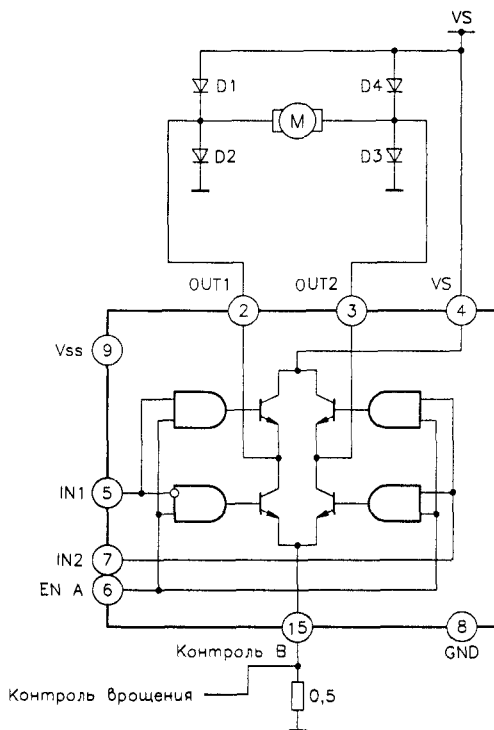 VS
D1
D4
M
D2
D3
OUT1
OUT2
VS
2
3
4
9
Vss
IN1
5
IN2
7
EN A
6
15
8
Контроль B
GND
Контроль врощения
0,5